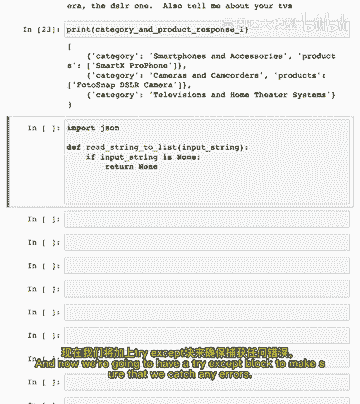 era, the dslr one. Also tell me about your tvs
In [23]: print(category_and_product_response_1)
[
{'category': 'Smartphones and Accessories', 'product
s': ['SmartX ProPhone']},
{'category': 'Cameras and Camcorders', 'products':
['FotoSnap DSLR Camera']},
{'category': 'Televisions and Home Theater Systems'}
]
In [ ]: import json
def read_string_to_list(input_string):
if input_string is None:
return None
In [ ]:
In [ ]:
In [ ]:
In [ ]:
In [ ]:
In [ ]:
现在我们将加上try except块来确保捕获任何错误。
And now we're going to have a try except block to make s
ure that we catch any errors.
In [ ]: